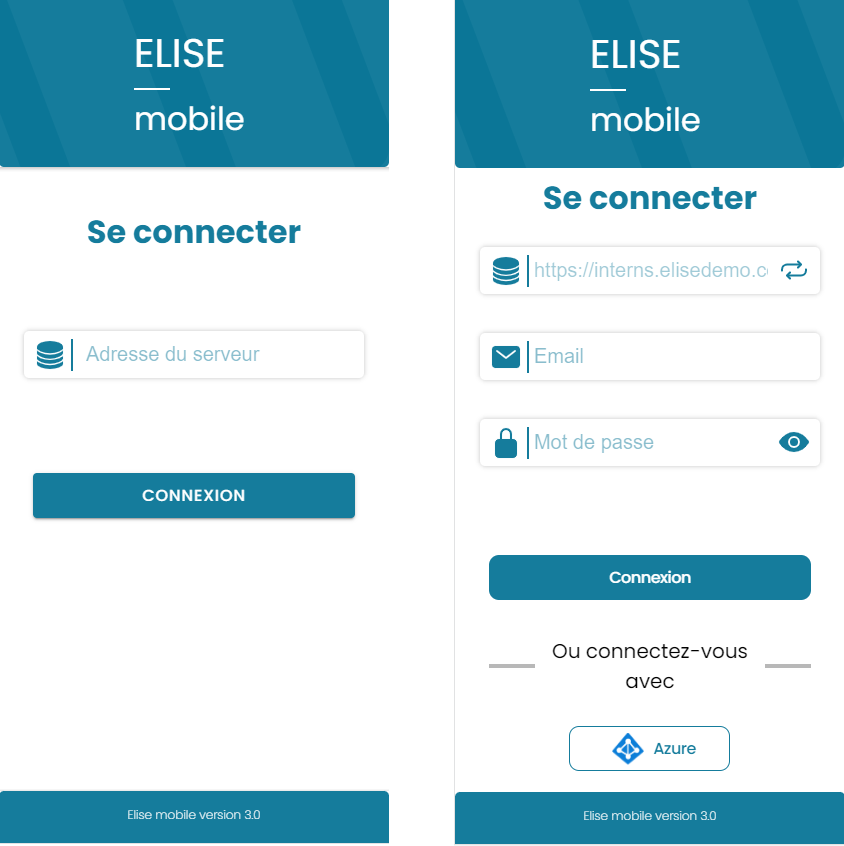 ELISE
mobile
Se connecter
Adresse du serveur
CONNEXION
Elise mobile version 3.0
ELISE
mobile
Se connecter
https://interns.elisedemo.c
Email
Mot de passe
Connexion
Ou connectez-vous
avec
Azure
Elise mobile version 3.0